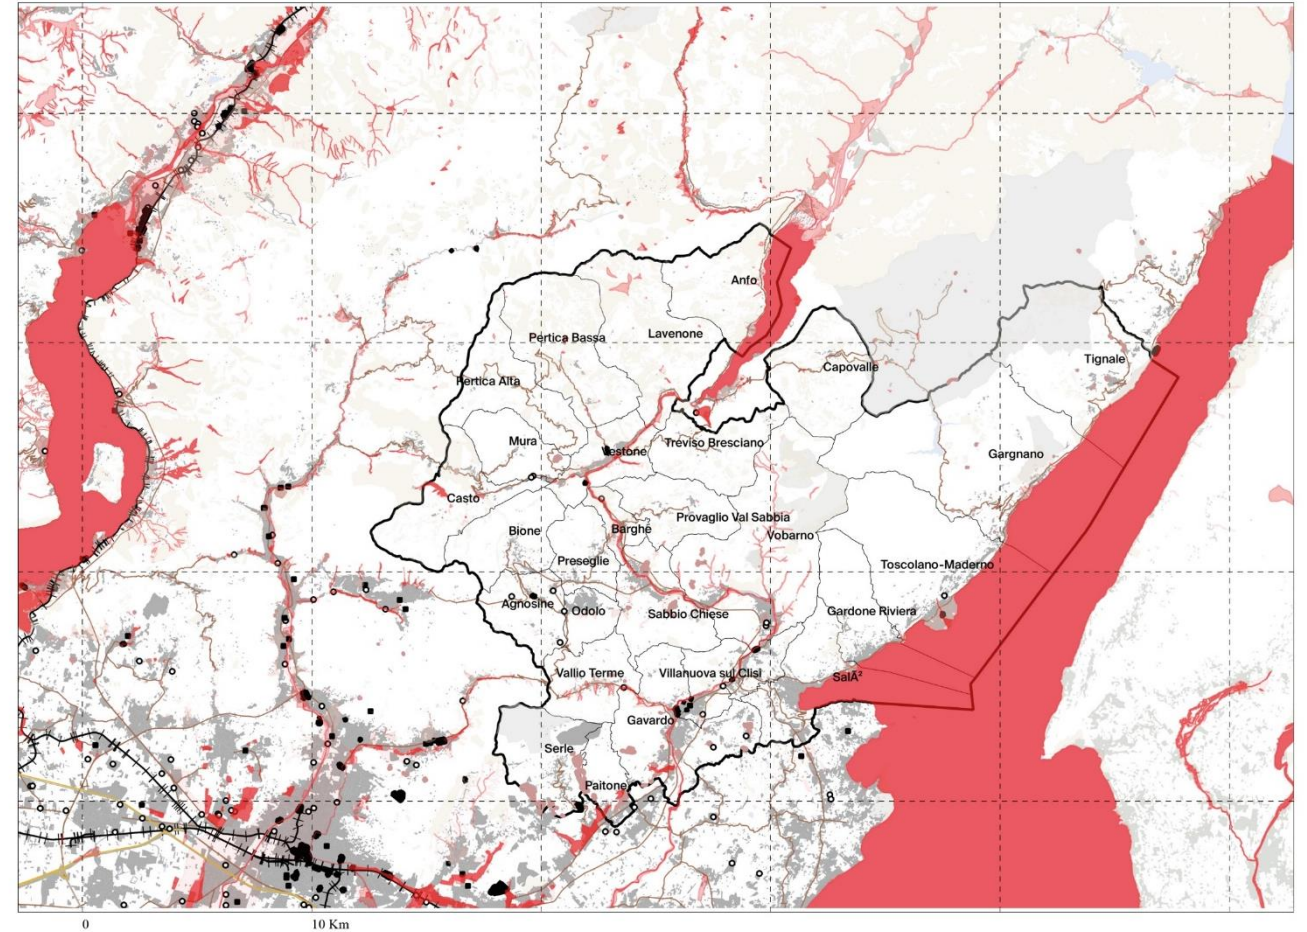 Anfo
Pertica Bassa
Lavenone
Tignale
Capovalle
Pertica Alta
Mura
Treviso Bresciano
Vestone
Gargnano
Casto
Provaglio Val Sabbia
Bione
Barghe
Vobarno
Preseglie
Toscolano-Maderno
Agnosine
Odolo
Sabbio Chiese
Gardone Riviera
Vallio Terme
Villanuova sul Clisi
SalÃ²
Gavardo
Serle
Paitone
0
10 Km